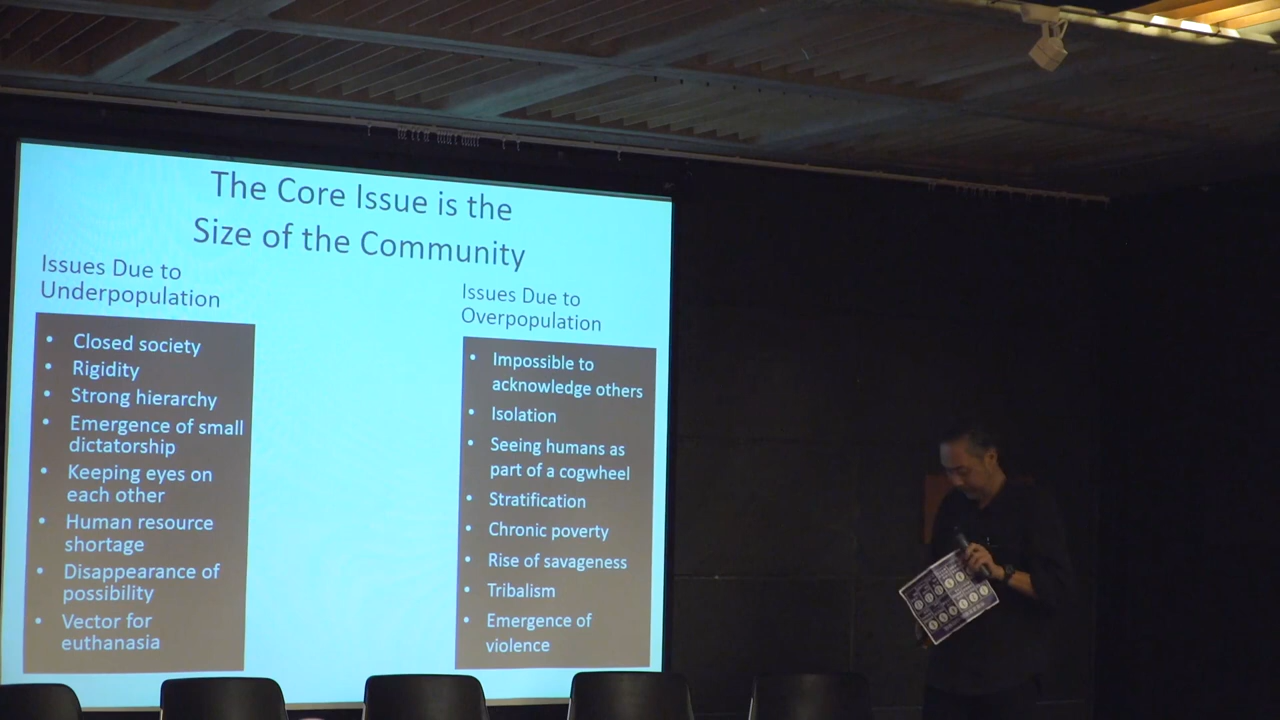 The Core Issue is the
Size of the Community
Issues Due to
Underpopulation
• Closed society
• Rigidity
• Strong hierarchy
• Emergence of small
dictatorship
• Keeping eyes on
each other
• Human resource
shortage
• Disappearance of
possibility
• Vector for
euthanasia
Issues Due to
Overpopulation
• Impossible to
acknowledge others
• Isolation
• Seeing humans as
part of a cogwheel
• Stratification
• Chronic poverty
• Rise of savageness
• Tribalism
• Emergence of
violence